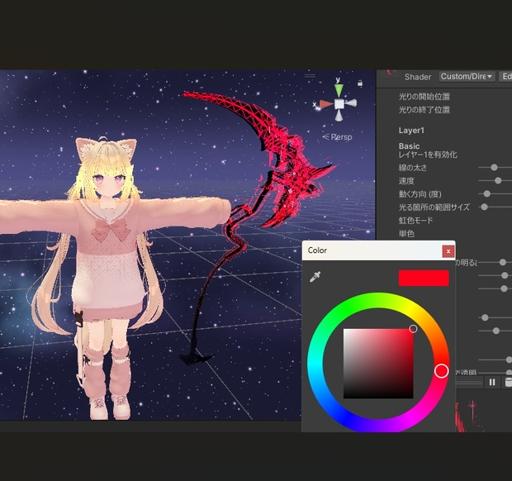 Shader Custom/Dire
光りの開始位置
光りの終了位置
Layer1
Basic
レイヤー1を有効化
線の太さ
速度
動く方向 (度)
光る箇所の範囲サイズ
虹色モード
単色
y
x
Persp
Color
x
の明る